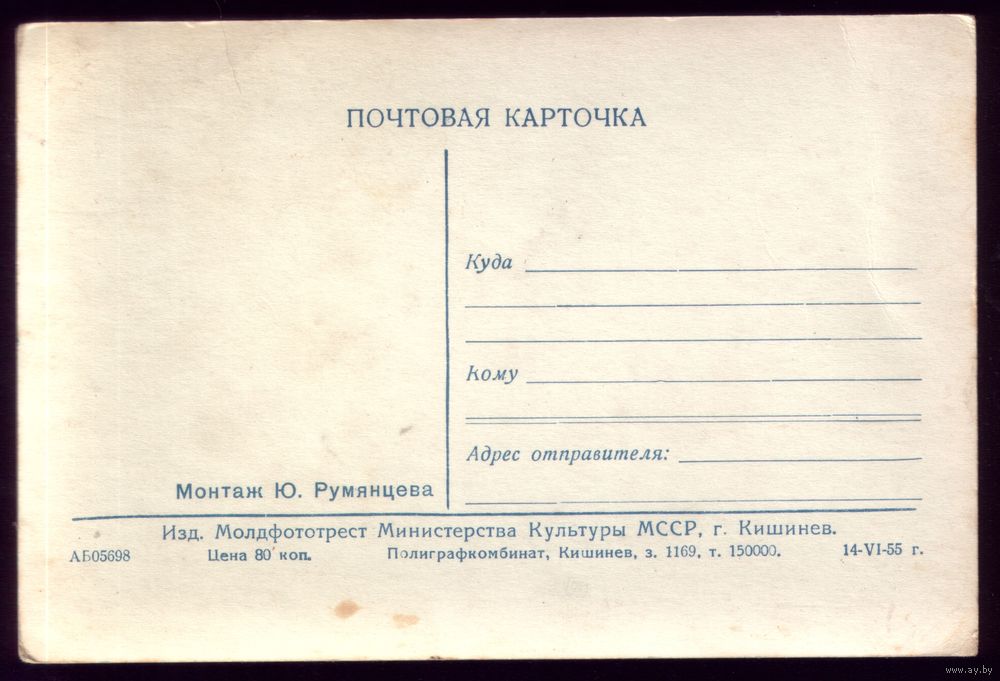 ПОЧТОВАЯ КАРТОЧКА
Куда
Кому
Адрес отправителя:
Монтаж Ю. Румянцева
Изд. Молдфототрест Министерства Культуры МССР, г. Кишинев.
АБ05698 Цена 80 коп. Полиграфкомбинат, Кишинев, з. 1169, т. 150000. 14-VI-55 г.
www.ay.by